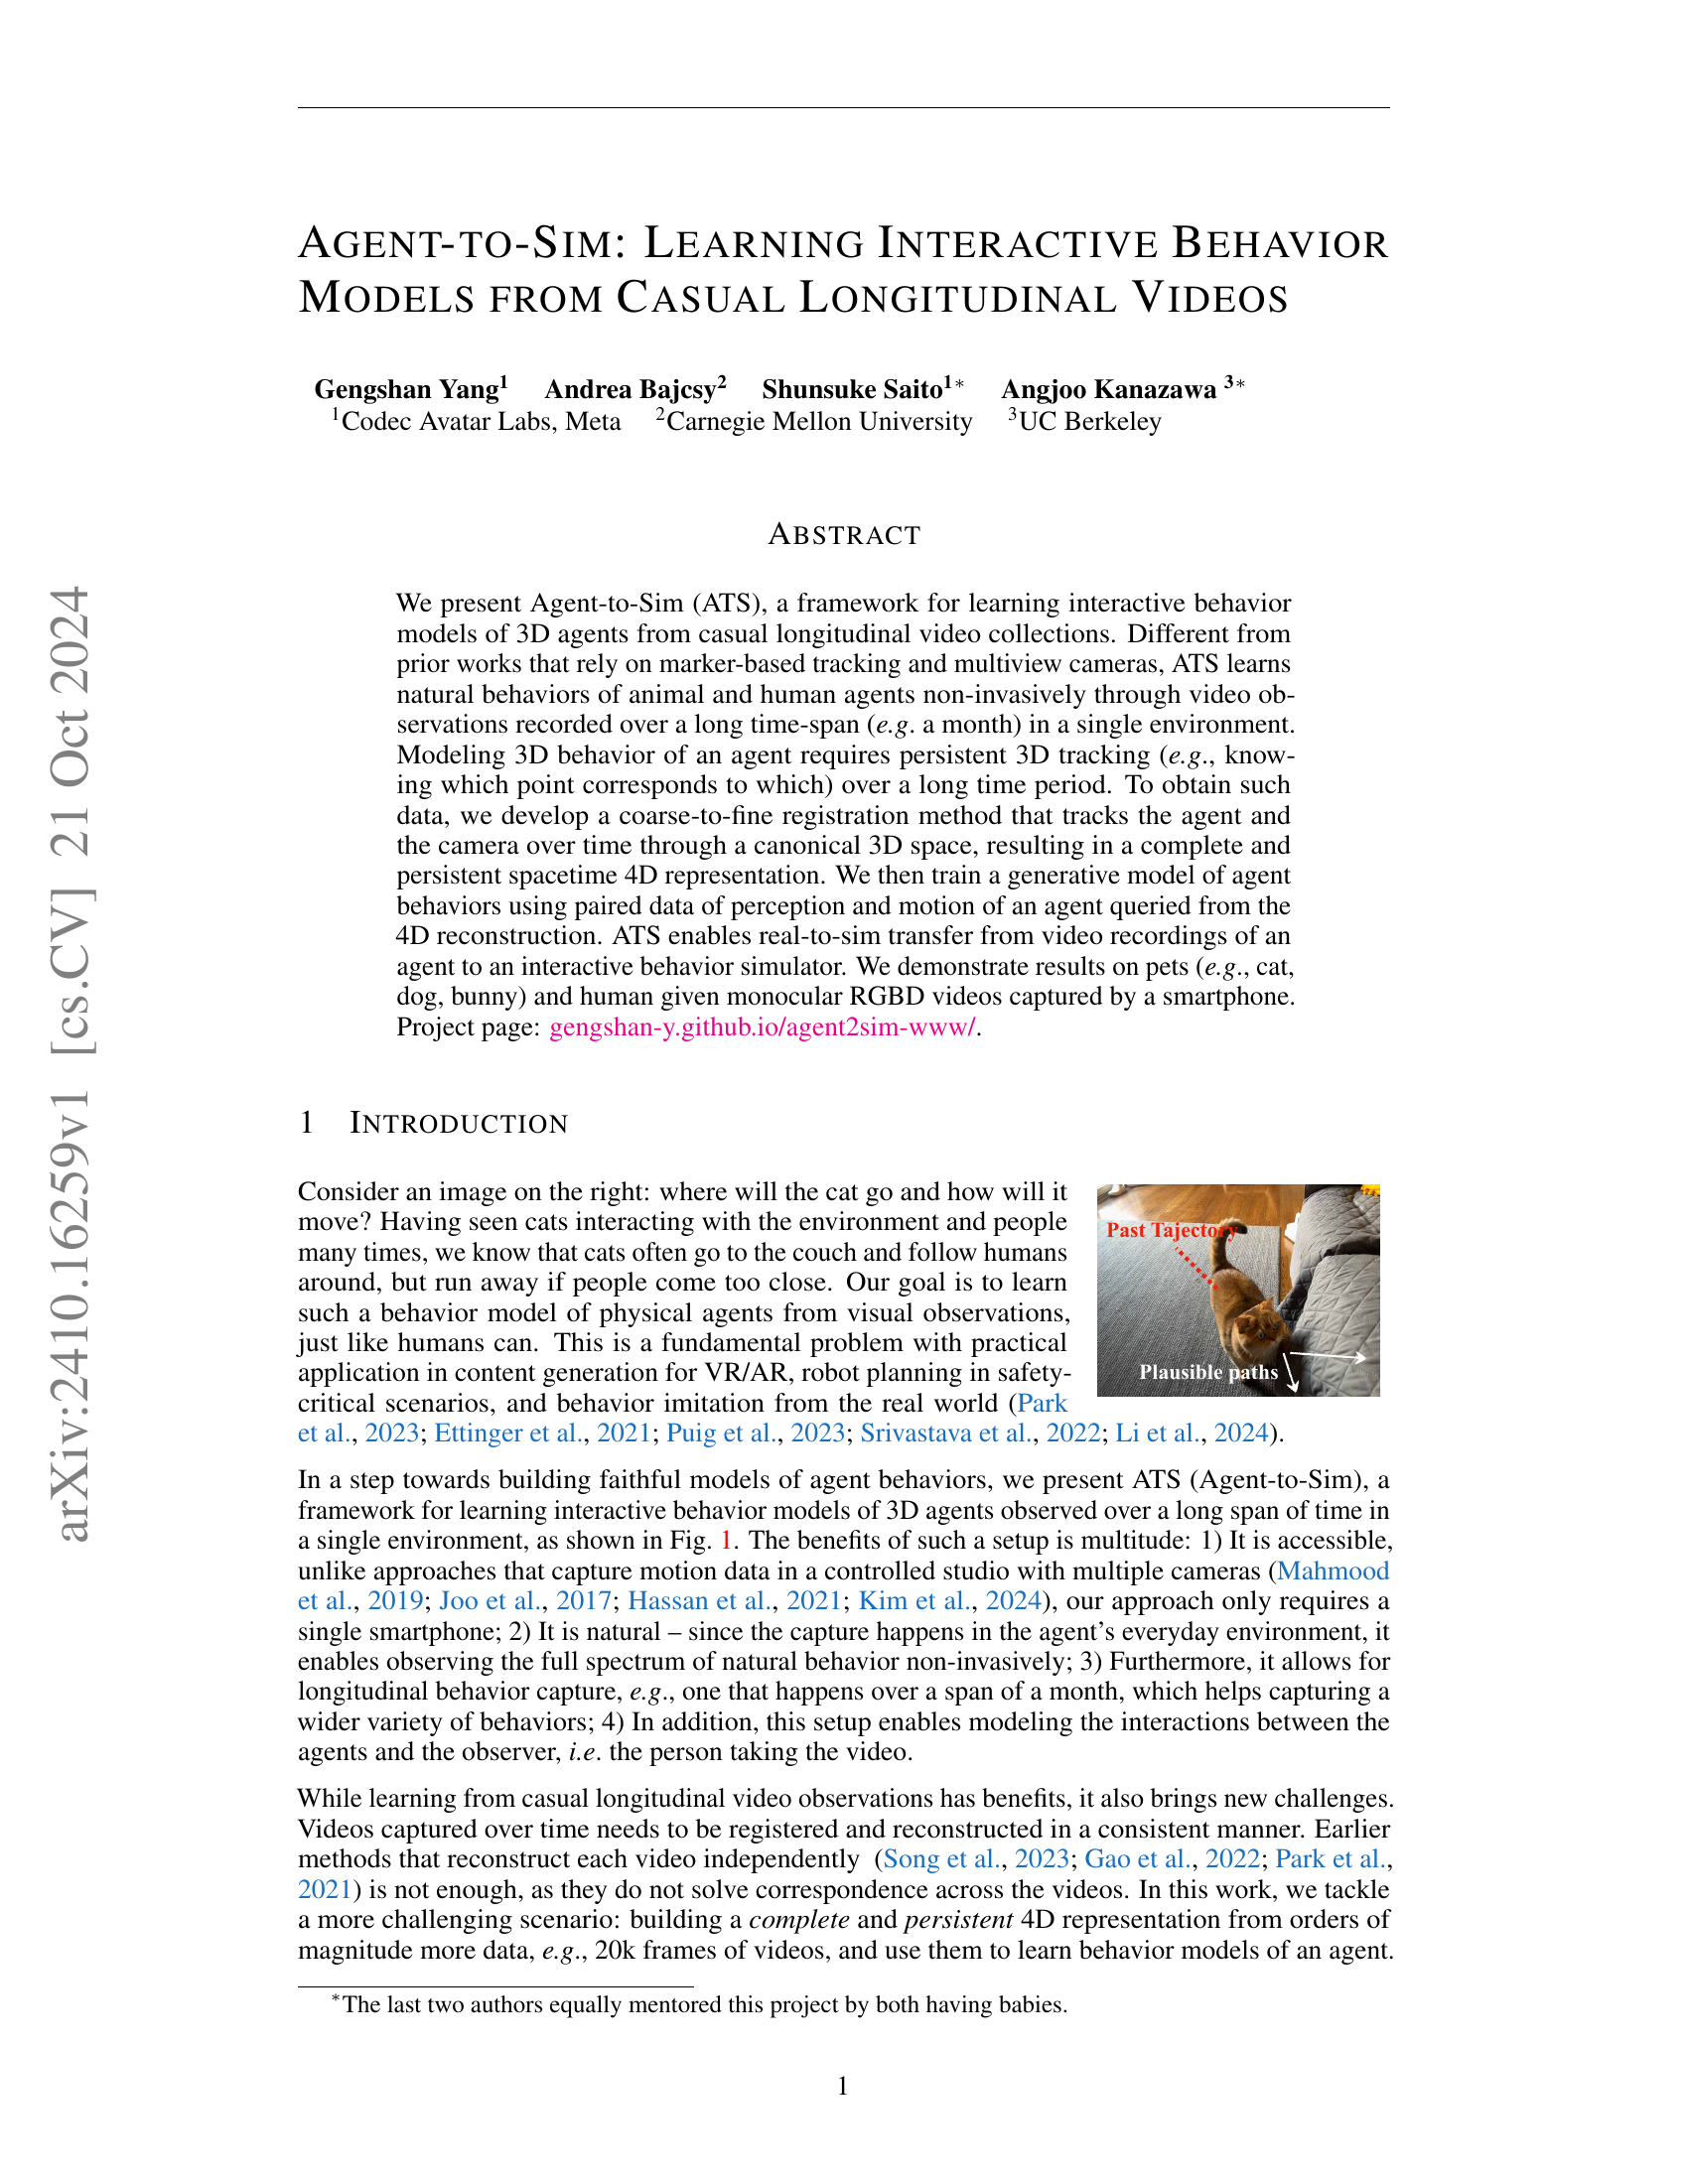 AGENT-TO-SIM: LEARNING INTERACTIVE BEHAVIOR
MODELS FROM CASUAL LONGITUDINAL VIDEOS
Gengshan Yang¹ Andrea Bajcsy² Shunsuke Saito¹* Angjoo Kanazawa ³*
¹Codec Avatar Labs, Meta ²Carnegie Mellon University ³UC Berkeley
ABSTRACT
We present Agent-to-Sim (ATS), a framework for learning interactive behavior
models of 3D agents from casual longitudinal video collections. Different from
prior works that rely on marker-based tracking and multiview cameras, ATS learns
natural behaviors of animal and human agents non-invasively through video ob-
servations recorded over a long time-span (e.g. a month) in a single environment.
Modeling 3D behavior of an agent requires persistent 3D tracking (e.g., know-
ing which point corresponds to which) over a long time period. To obtain such
data, we develop a coarse-to-fine registration method that tracks the agent and
the camera over time through a canonical 3D space, resulting in a complete and
persistent spacetime 4D representation. We then train a generative model of agent
behaviors using paired data of perception and motion of an agent queried from the
4D reconstruction. ATS enables real-to-sim transfer from video recordings of an
agent to an interactive behavior simulator. We demonstrate results on pets (e.g., cat,
dog, bunny) and human given monocular RGBD videos captured by a smartphone.
Project page: gengshan-y.github.io/agent2sim-www/.
1 INTRODUCTION
Consider an image on the right: where will the cat go and how will it
move? Having seen cats interacting with the environment and people
many times, we know that cats often go to the couch and follow humans
around, but run away if people come too close. Our goal is to learn
such a behavior model of physical agents from visual observations,
just like humans can. This is a fundamental problem with practical
application in content generation for VR/AR, robot planning in safety-
critical scenarios, and behavior imitation from the real world (Park
et al., 2023; Ettinger et al., 2021; Puig et al., 2023; Srivastava et al., 2022; Li et al., 2024).
Past Tajectory
Plausible paths
In a step towards building faithful models of agent behaviors, we present ATS (Agent-to-Sim), a
framework for learning interactive behavior models of 3D agents observed over a long span of time in
a single environment, as shown in Fig. 1. The benefits of such a setup is multitude: 1) It is accessible,
unlike approaches that capture motion data in a controlled studio with multiple cameras (Mahmood
et al., 2019; Joo et al., 2017; Hassan et al., 2021; Kim et al., 2024), our approach only requires a
single smartphone; 2) It is natural – since the capture happens in the agent's everyday environment, it
enables observing the full spectrum of natural behavior non-invasively; 3) Furthermore, it allows for
longitudinal behavior capture, e.g., one that happens over a span of a month, which helps capturing a
wider variety of behaviors; 4) In addition, this setup enables modeling the interactions between the
agents and the observer, i.e. the person taking the video.
While learning from casual longitudinal video observations has benefits, it also brings new challenges.
Videos captured over time needs to be registered and reconstructed in a consistent manner. Earlier
methods that reconstruct each video independently (Song et al., 2023; Gao et al., 2022; Park et al.,
2021) is not enough, as they do not solve correspondence across the videos. In this work, we tackle
a more challenging scenario: building a complete and persistent 4D representation from orders of
magnitude more data, e.g., 20k frames of videos, and use them to learn behavior models of an agent.
*The last two authors equally mentored this project by both having babies.
1
arXiv:2410.16259v1 [cs.CV] 21 Oct 2024